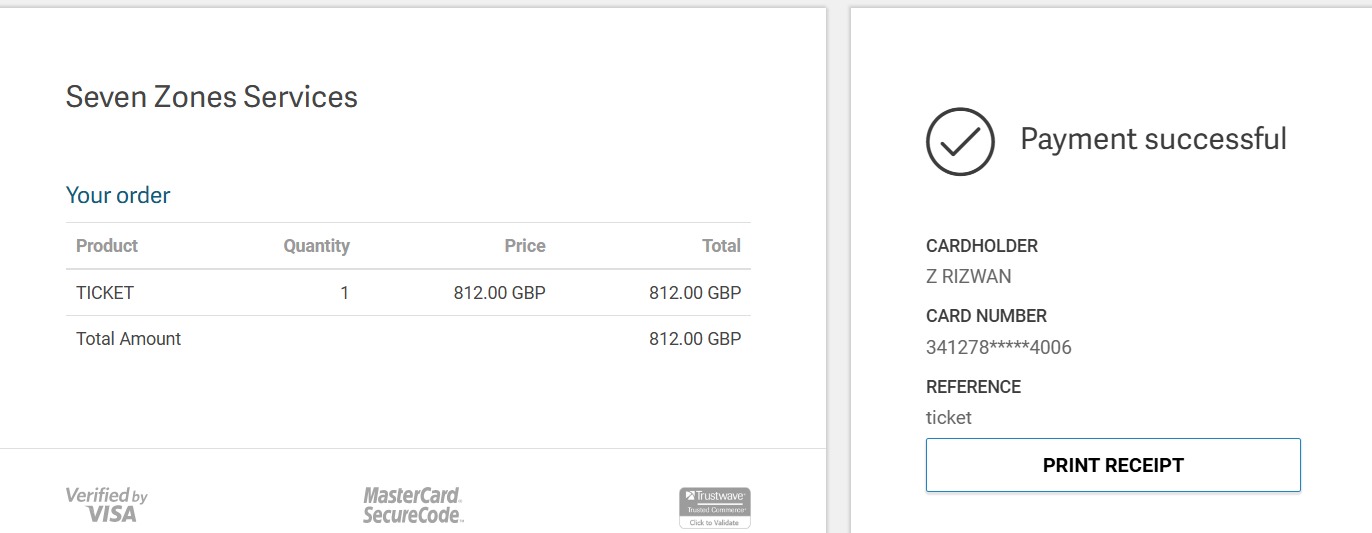 Seven Zones Services
Your order
Product Quantity Price Total
TICKET 1 812.00 GBP 812.00 GBP
Total Amount 812.00 GBP
Verified by
VISA
MasterCard
SecureCode™
Trustwave
Trusted Commerce
Click to Validate
Payment successful
CARDHOLDER
Z RIZWAN
CARD NUMBER
341278*****4006
REFERENCE
ticket
PRINT RECEIPT